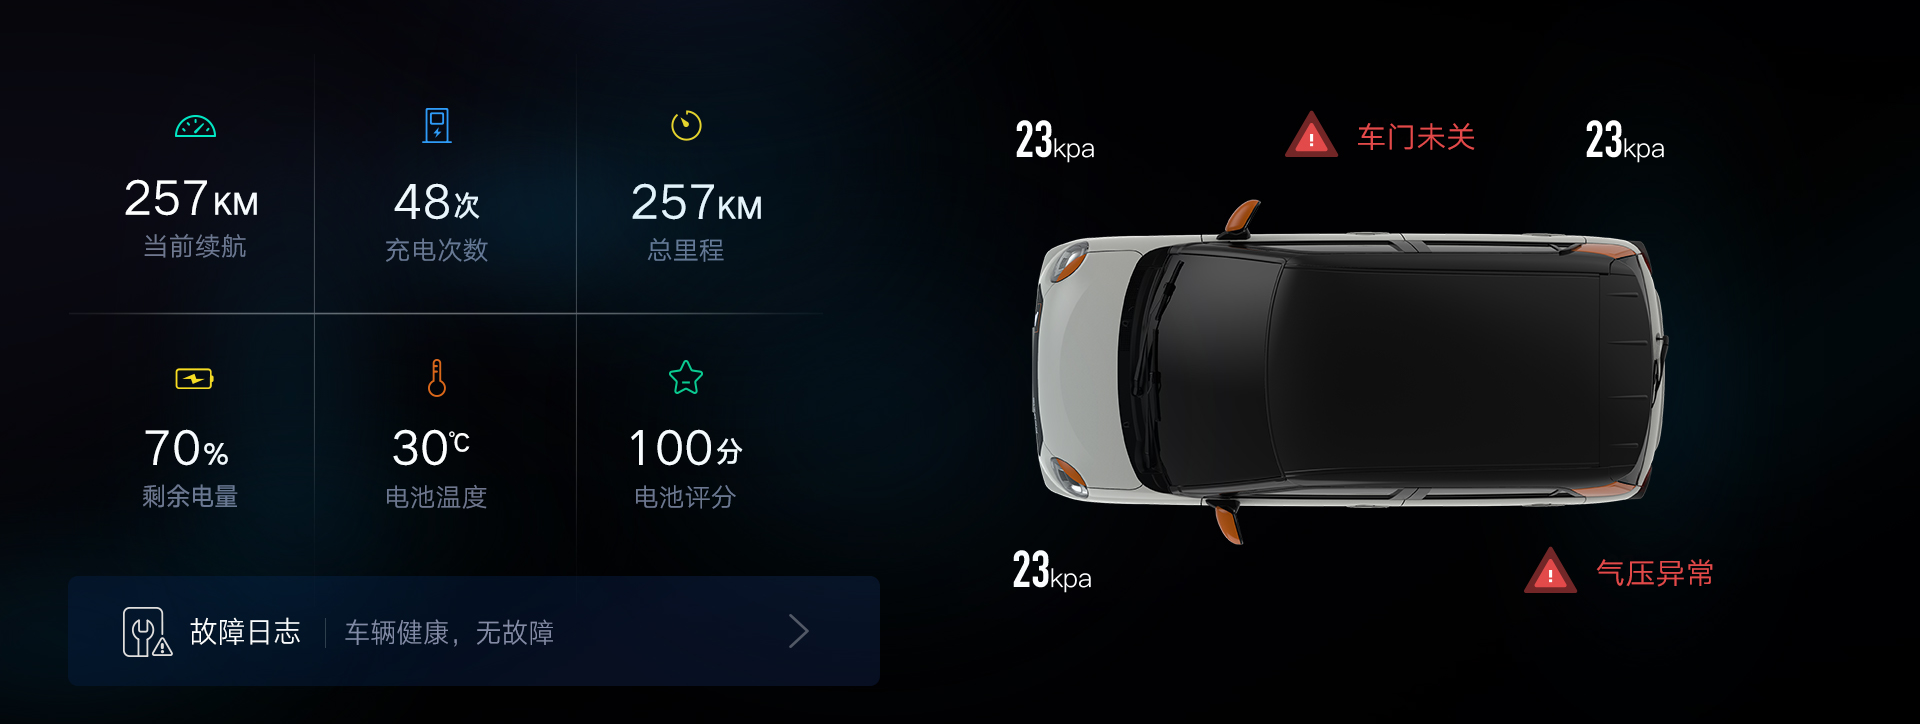 257KM
当前续航
48次
充电次数
257KM
总里程
70%
剩余电量
30℃
电池温度
100分
电池评分
故障日志
车辆健康，无故障
23kpa
车门未关
23kpa
23kpa
气压异常